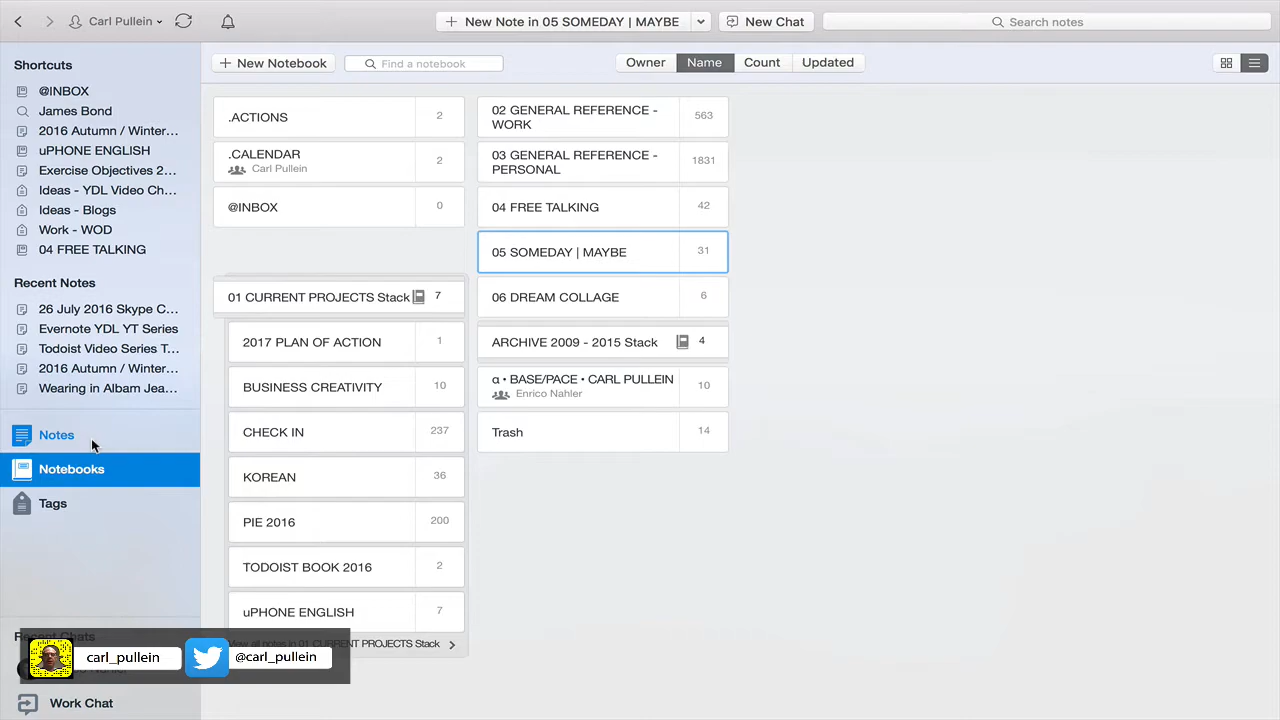 Carl Pullein
New Note in 05 SOMEDAY | MAYBE
New Chat
Search notes
Shortcuts
@INBOX
James Bond
2016 Autumn / Winter...
uPHONE ENGLISH
Exercise Objectives 2...
Ideas - YDL Video Ch...
Ideas - Blogs
Work - WOD
04 FREE TALKING
Recent Notes
26 July 2016 Skype C...
Evernote YDL YT Series
Todoist Video Series T...
2016 Autumn / Winter...
Wearing in Albam Jea...
Notes
Notebooks
Tags
Recent Chats
Work Chat
New Notebook
Find a notebook
Owner
Name
Count
Updated
.ACTIONS 2
.CALENDAR 2
Carl Pullein
@INBOX 0
01 CURRENT PROJECTS Stack 7
2017 PLAN OF ACTION 1
BUSINESS CREATIVITY 10
CHECK IN 237
KOREAN 36
PIE 2016 200
TODOIST BOOK 2016 2
uPHONE ENGLISH 7
View all notes in 01 CURRENT PROJECTS Stack
02 GENERAL REFERENCE -
WORK 563
03 GENERAL REFERENCE -
PERSONAL 1831
04 FREE TALKING 42
05 SOMEDAY | MAYBE 31
06 DREAM COLLAGE 6
ARCHIVE 2009 - 2015 Stack 4
α • BASE/PACE • CARL PULLEIN 10
Enrico Nahler
Trash 14
carl_pullein
@carl_pullein